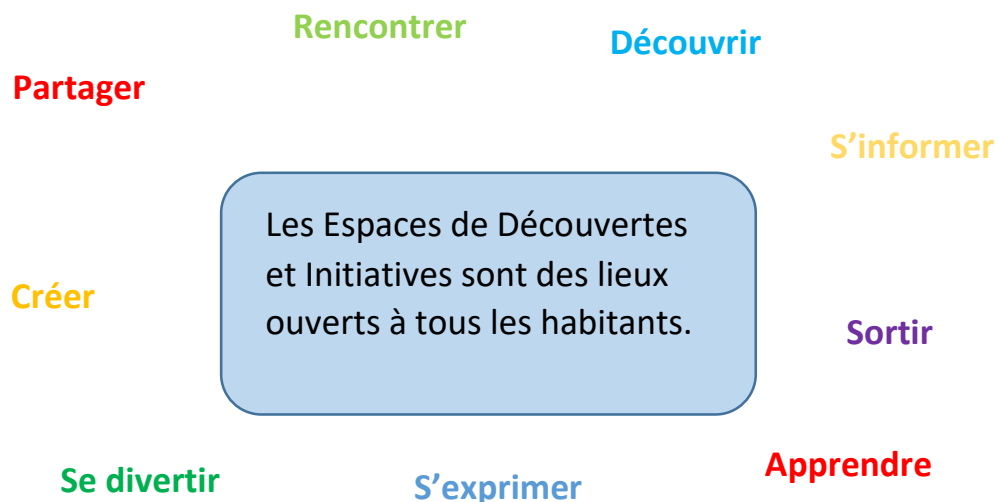 Rencontrer
Découvrir
Partager
S’informer
Les Espaces de Découvertes
et Initiatives sont des lieux
ouverts à tous les habitants.
Créer
Sortir
Apprendre
Se divertir
S’exprimer